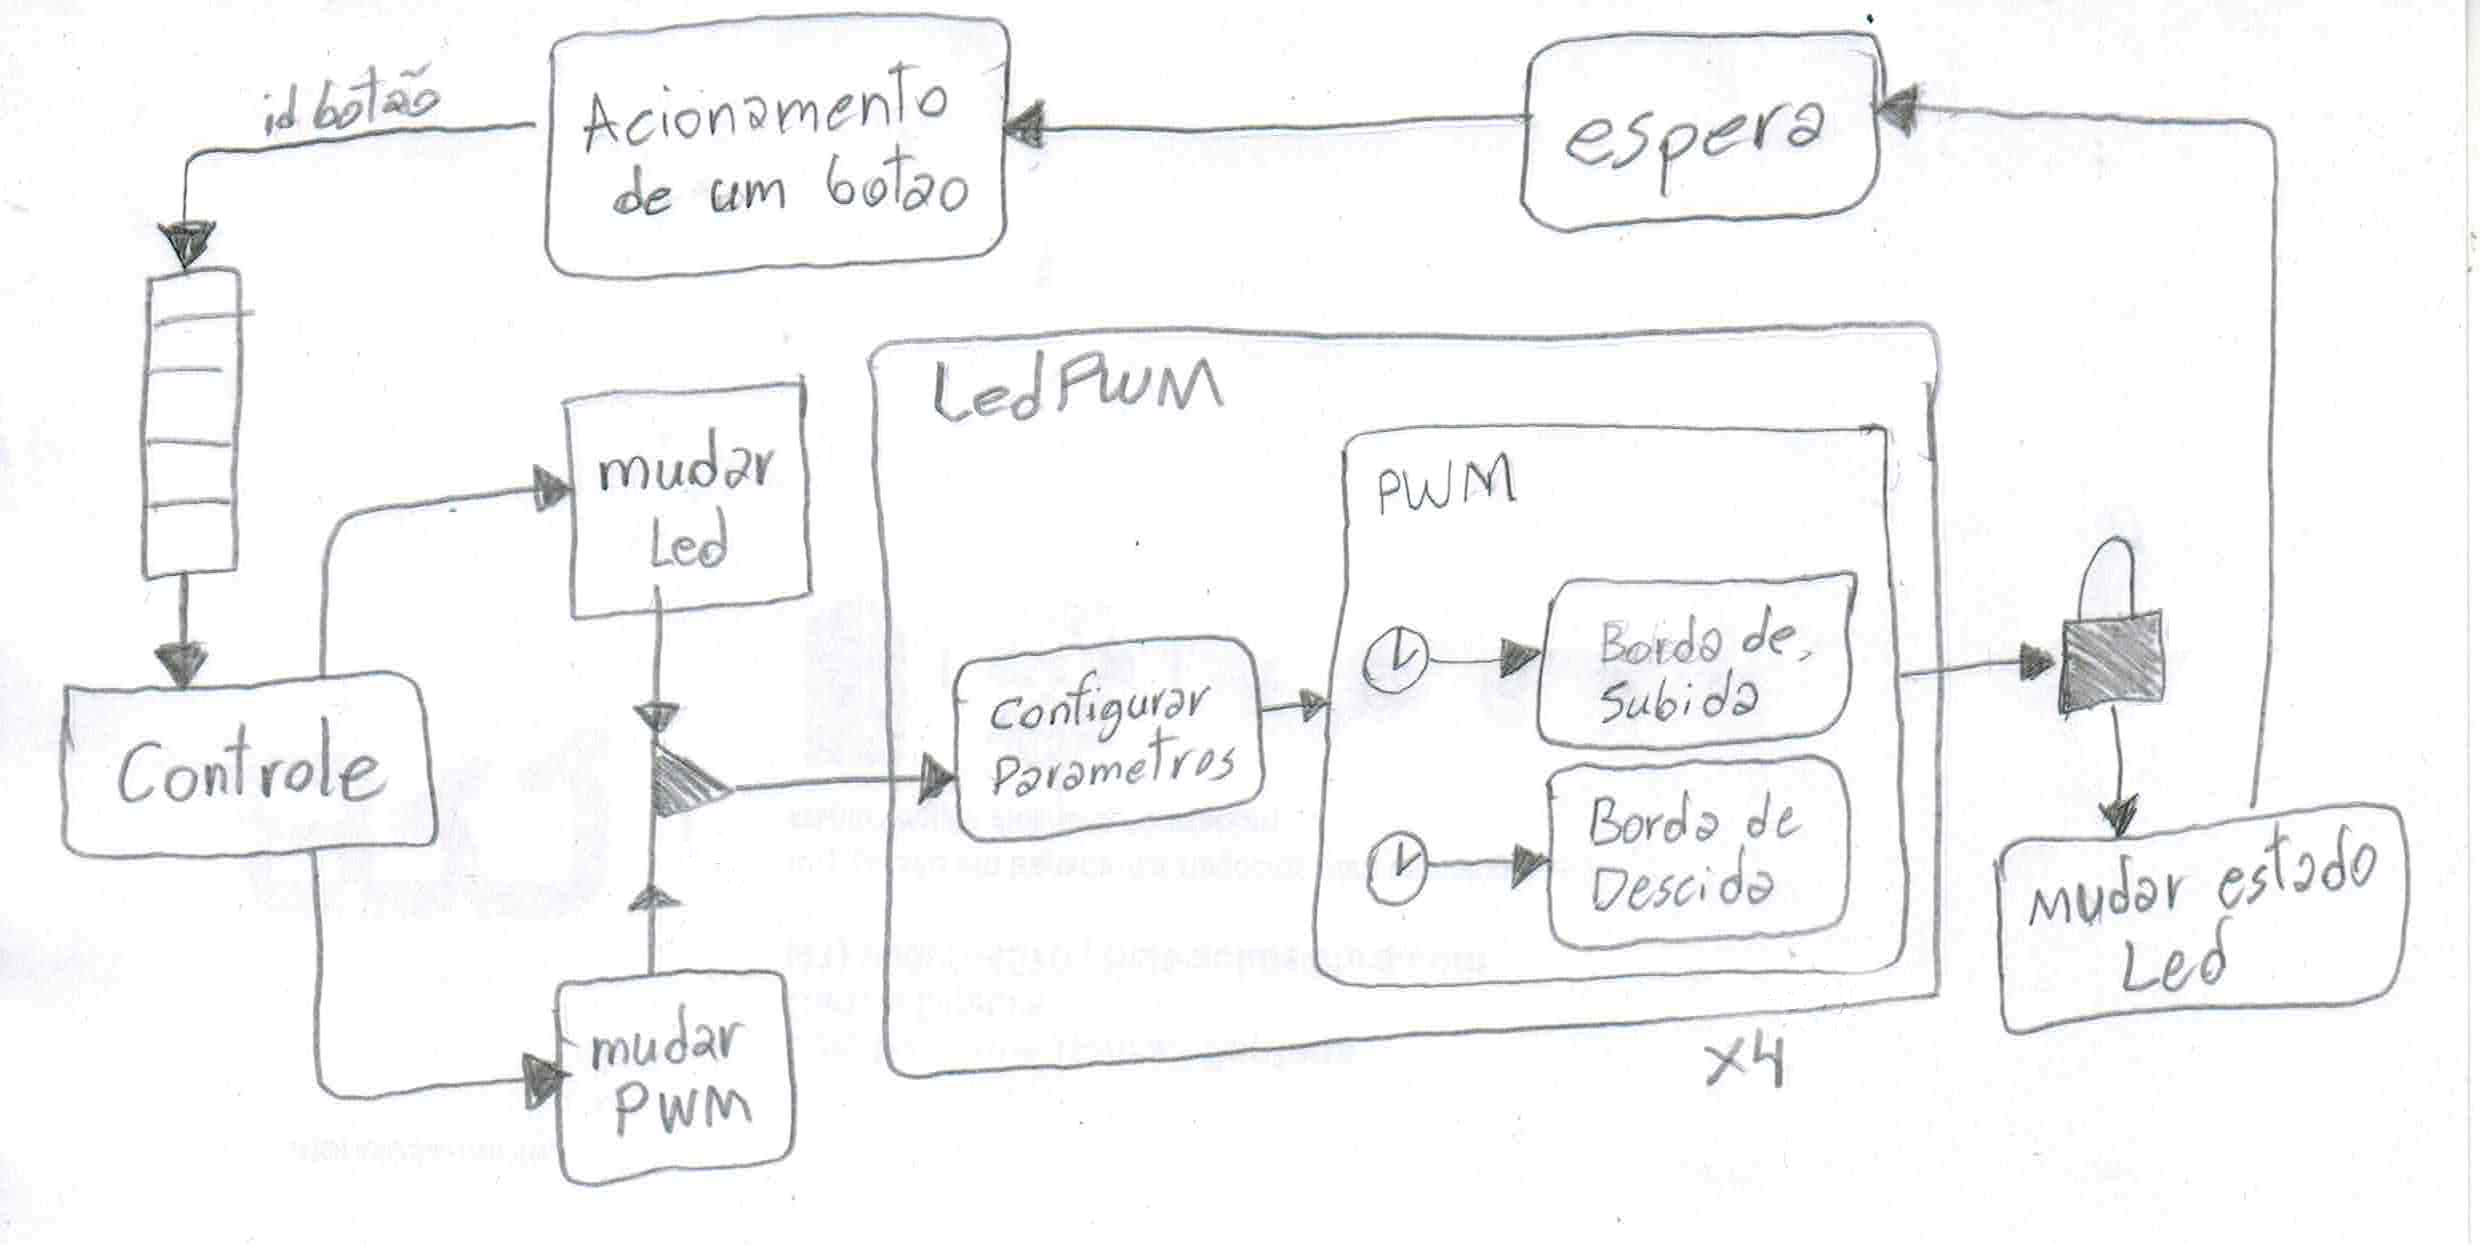 id botão
Acionamento
de um botao
espera
mudar
Led
LedPWM
PWM
Borda de
Subida
Configurar
Parametros
Controle
Borda de
Descida
mudar estado
Led
mudar
PWM
x4